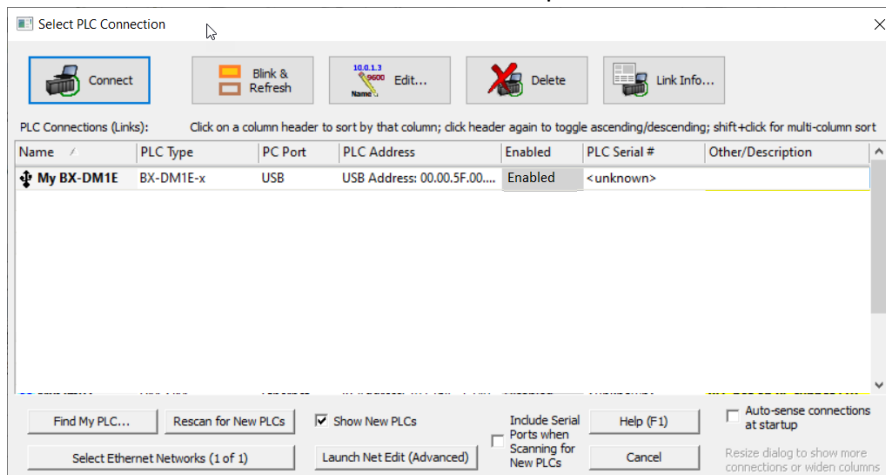 Select PLC Connection
Connect
Blink &
Refresh
10.0.1.3
9600
Name
Edit...
Delete
Link Info...
PLC Connections (Links): Click on a column header to sort by that column; click header again to toggle ascending/descending; shift+click for multi-column sort
Name PLC Type PC Port PLC Address Enabled PLC Serial # Other/Description
My BX-DM1E BX-DM1E-x USB USB Address: 00.00.5F.00.... Enabled <unknown>
Find My PLC... Rescan for New PLCs Show New PLCs
Include Serial
Ports when
Scanning for
New PLCs
Help (F1)
Auto-sense connections
at startup
Select Ethernet Networks (1 of 1) Launch Net Edit (Advanced) Cancel
Resize dialog to show more
connections or widen columns